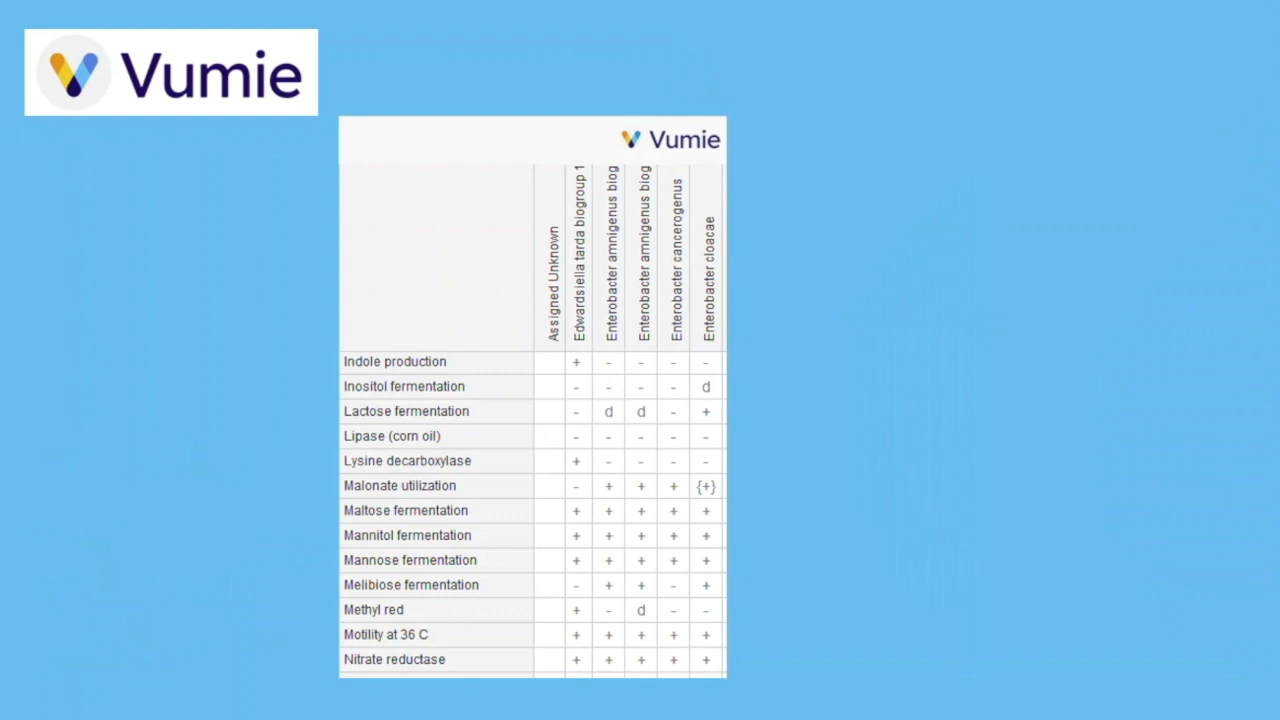 Vumie
Vumie
Assigned Unknown
Edwardsiella tarda biogroup 1
Enterobacter amnigenus biog
Enterobacter amnigenus biog
Enterobacter cancerogenus
Enterobacter cloacae
Indole production + - - - -
Inositol fermentation - - - - d
Lactose fermentation - d d - +
Lipase (corn oil) - - - - -
Lysine decarboxylase + - - - -
Malonate utilization - + + + {+}
Maltose fermentation + + + + +
Mannitol fermentation + + + + +
Mannose fermentation + + + + +
Melibiose fermentation - + + - +
Methyl red + - d - -
Motility at 36 C + + + + +
Nitrate reductase + + + + +